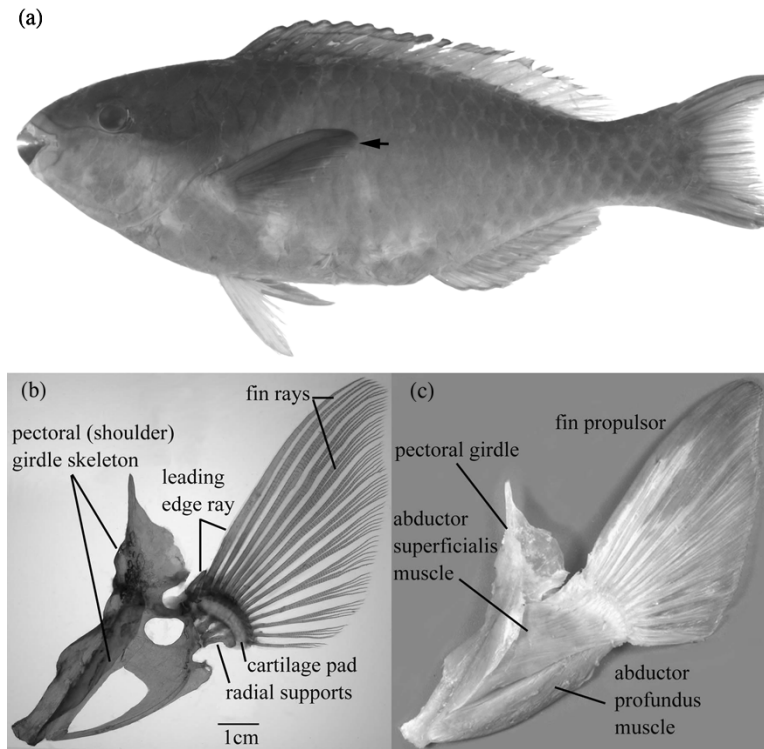 (a)
(b)
fin rays
pectoral (shoulder)
girdle skeleton
leading
edge ray
cartilage pad
radial supports
1cm
(c)
fin propulsor
pectoral girdle
abductor
superficialis
muscle
abductor
profundus
muscle